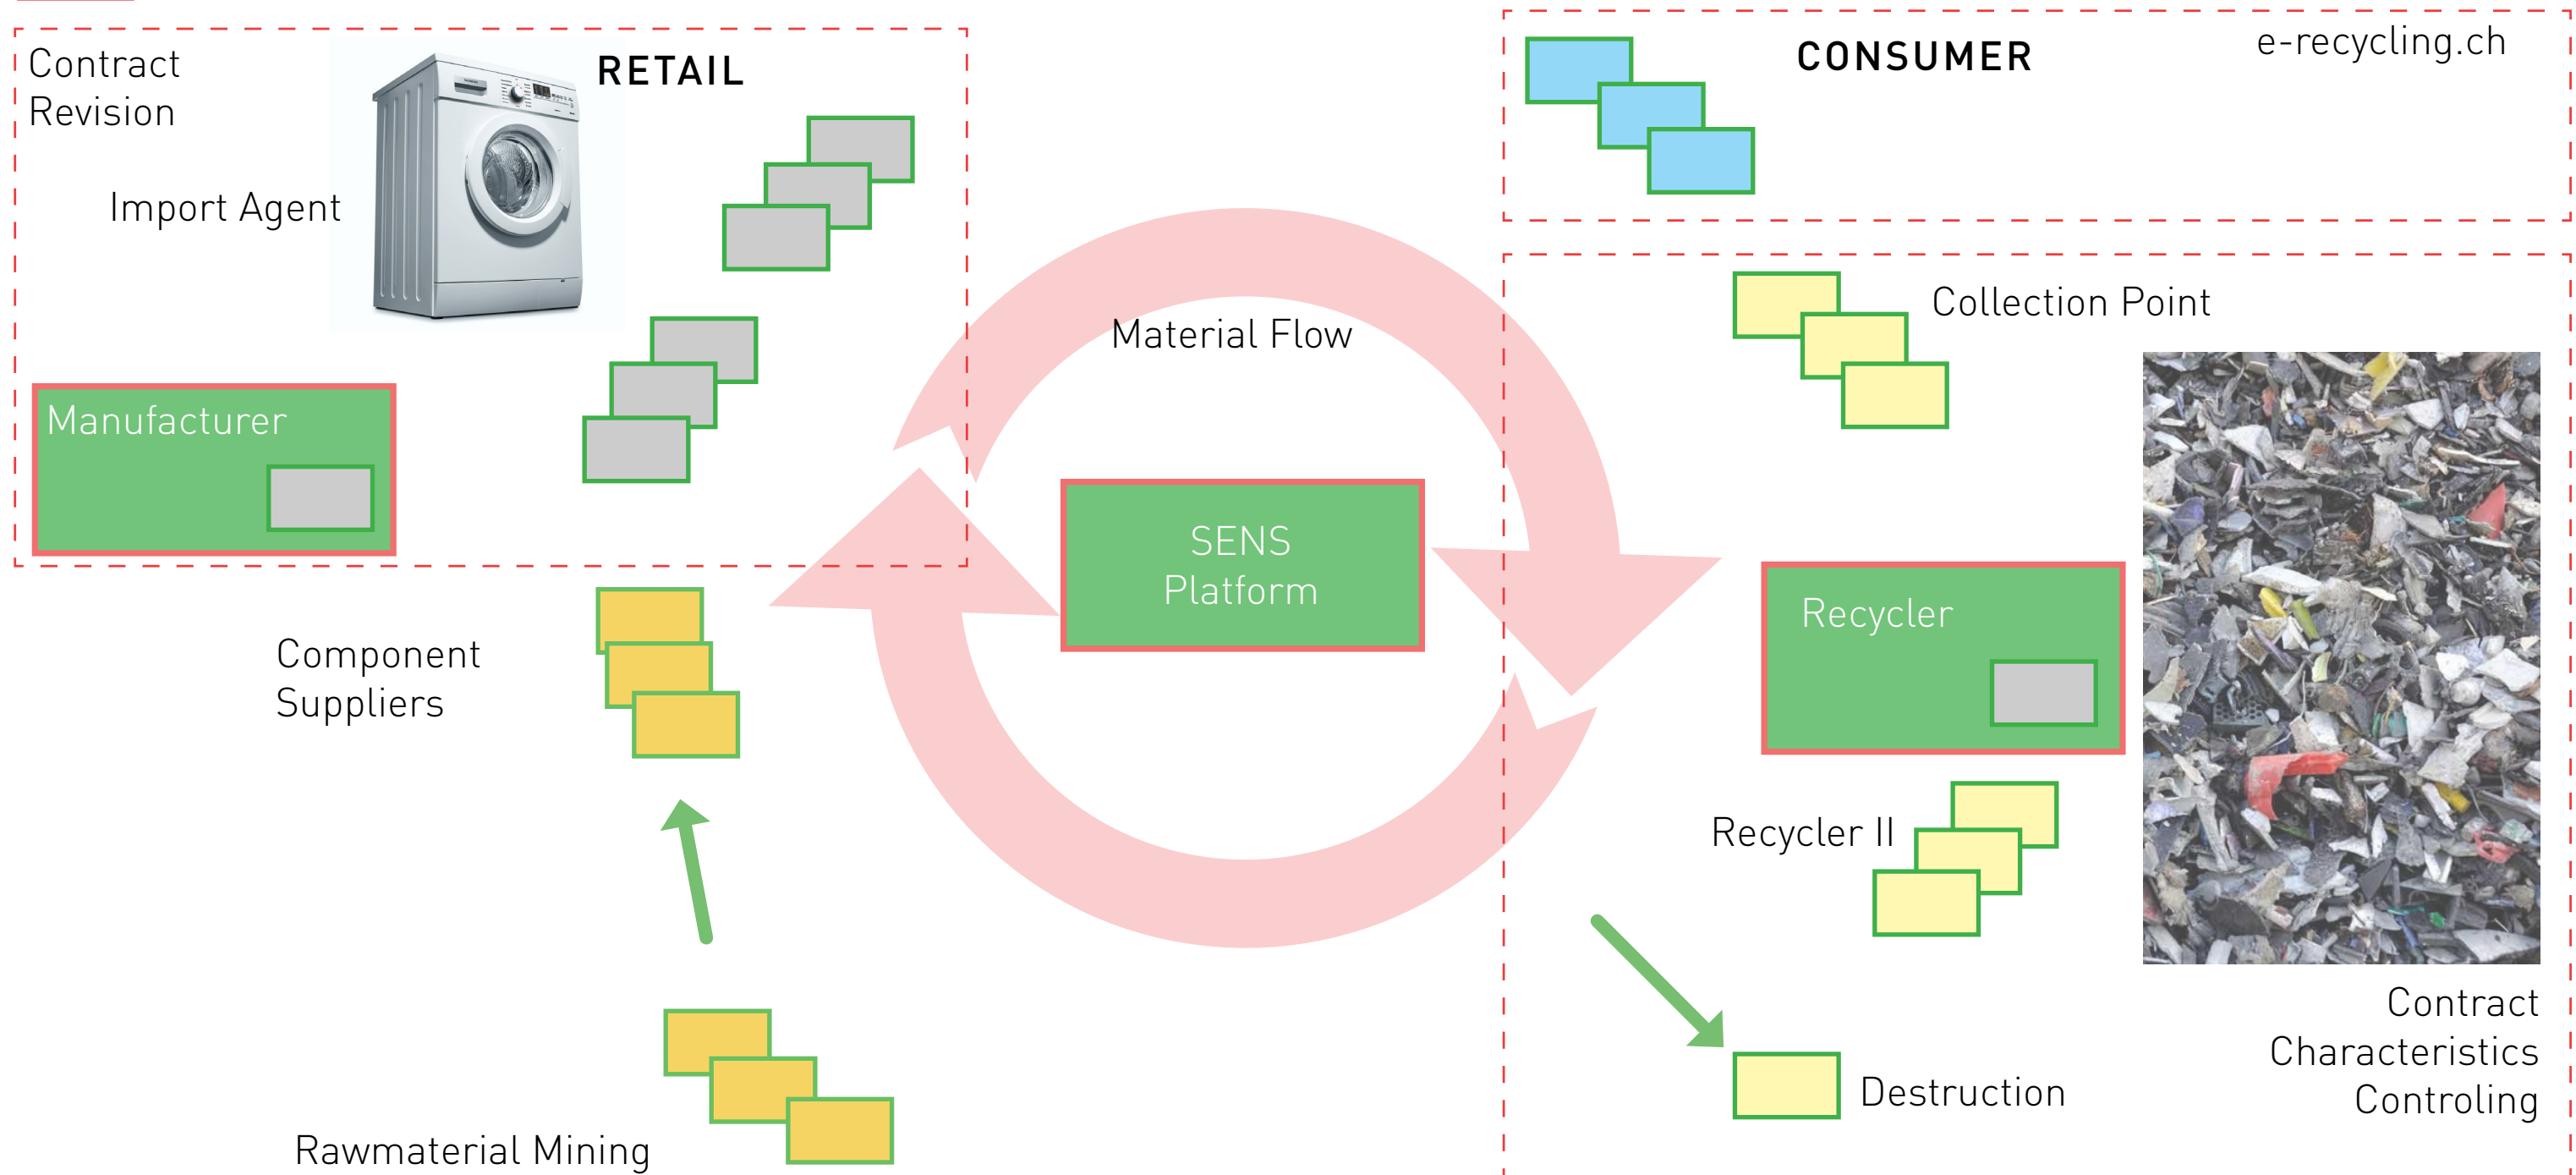 Contract
Revision
RETAIL
Import Agent
Manufacturer
CONSUMER
e-recycling.ch
Collection Point
Material Flow
SENS
Platform
Recycler
Component
Suppliers
Recycler II
Contract
Characteristics
Controling
Destruction
Rawmaterial Mining